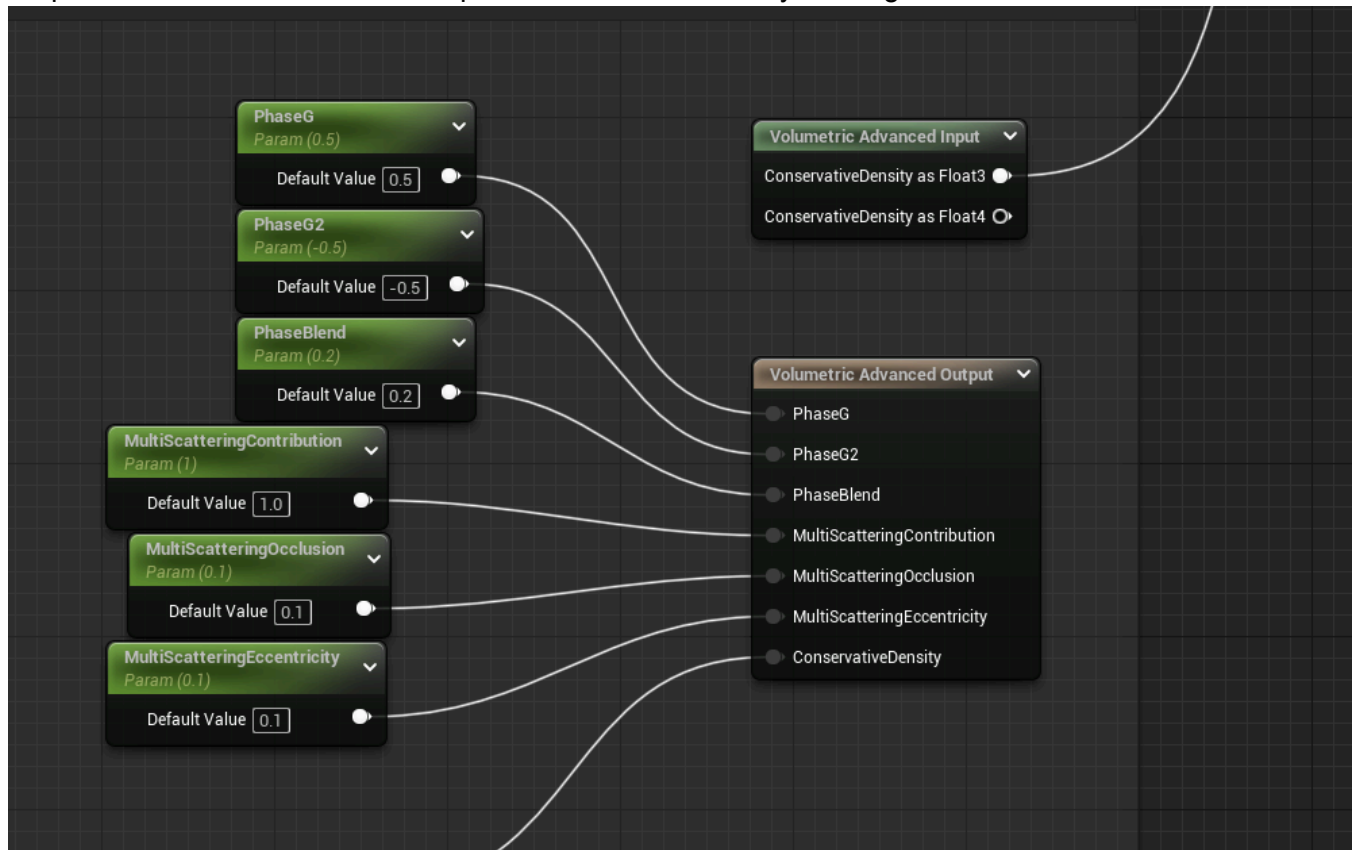 PhaseG
Param (0.5)
Default Value 0.5
PhaseG2
Param (-0.5)
Default Value -0.5
PhaseBlend
Param (0.2)
Default Value 0.2
MultiScatteringContribution
Param (1)
Default Value 1.0
MultiScatteringOcclusion
Param (0.1)
Default Value 0.1
MultiScatteringEccentricity
Param (0.1)
Default Value 0.1
Volumetric Advanced Input
ConservativeDensity as Float3
ConservativeDensity as Float4
Volumetric Advanced Output
PhaseG
PhaseG2
PhaseBlend
MultiScatteringContribution
MultiScatteringOcclusion
MultiScatteringEccentricity
ConservativeDensity